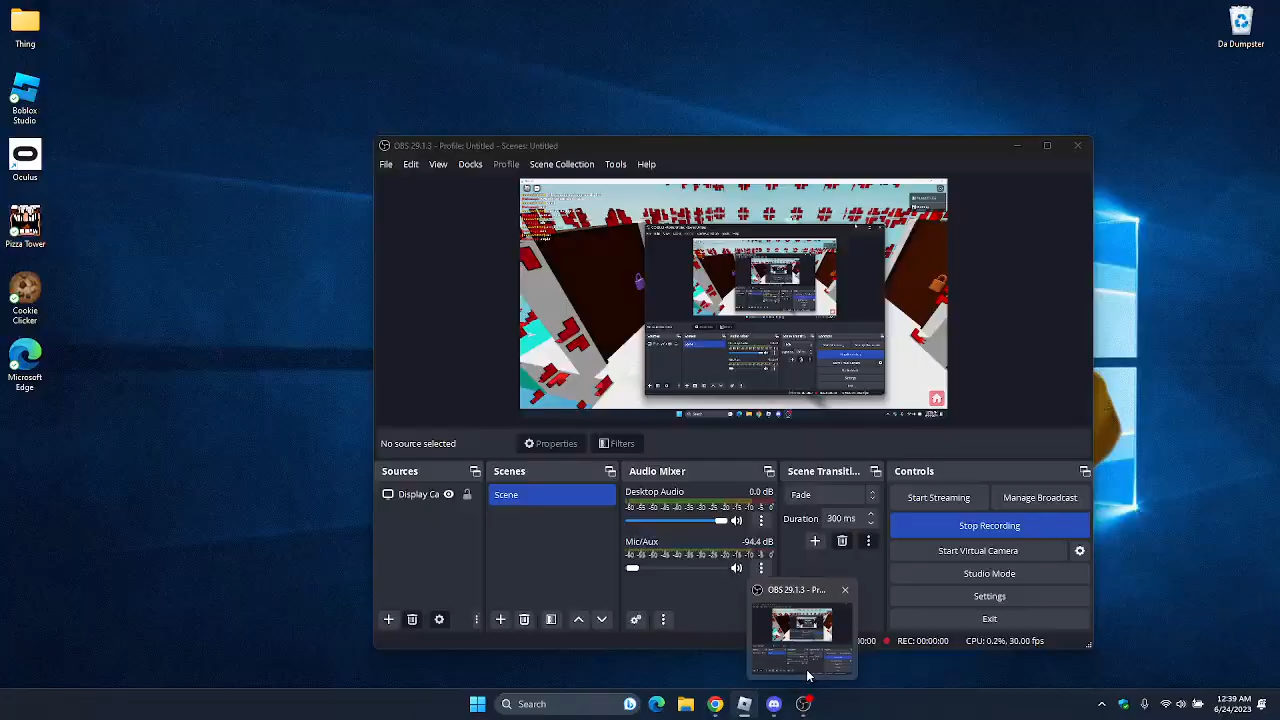 Thing
Boblox
Studio
Oculus
Cookie
Clicker
Microsoft
Edge
Da Dumpster
OBS 29.1.3 - Profile: Untitled - Scenes: Untitled
File Edit View Docks Profile Scene Collection Tools Help
No source selected
Properties
Filters
Sources
Scenes
Audio Mixer
Scene Transiti...
Controls
Display Ca
Scene
Desktop Audio 0.0 dB
Mic/Aux -94.4 dB
Fade
Duration 300 ms
Start Streaming
Manage Broadcast
Stop Recording
Start Virtual Camera
Studio Mode
Settings
Exit
OBS 29.1.3 - Pro...
REC: 00:00:00
CPU: 0.2%, 30.00 fps
Search
12:39 AM
6/24/2023